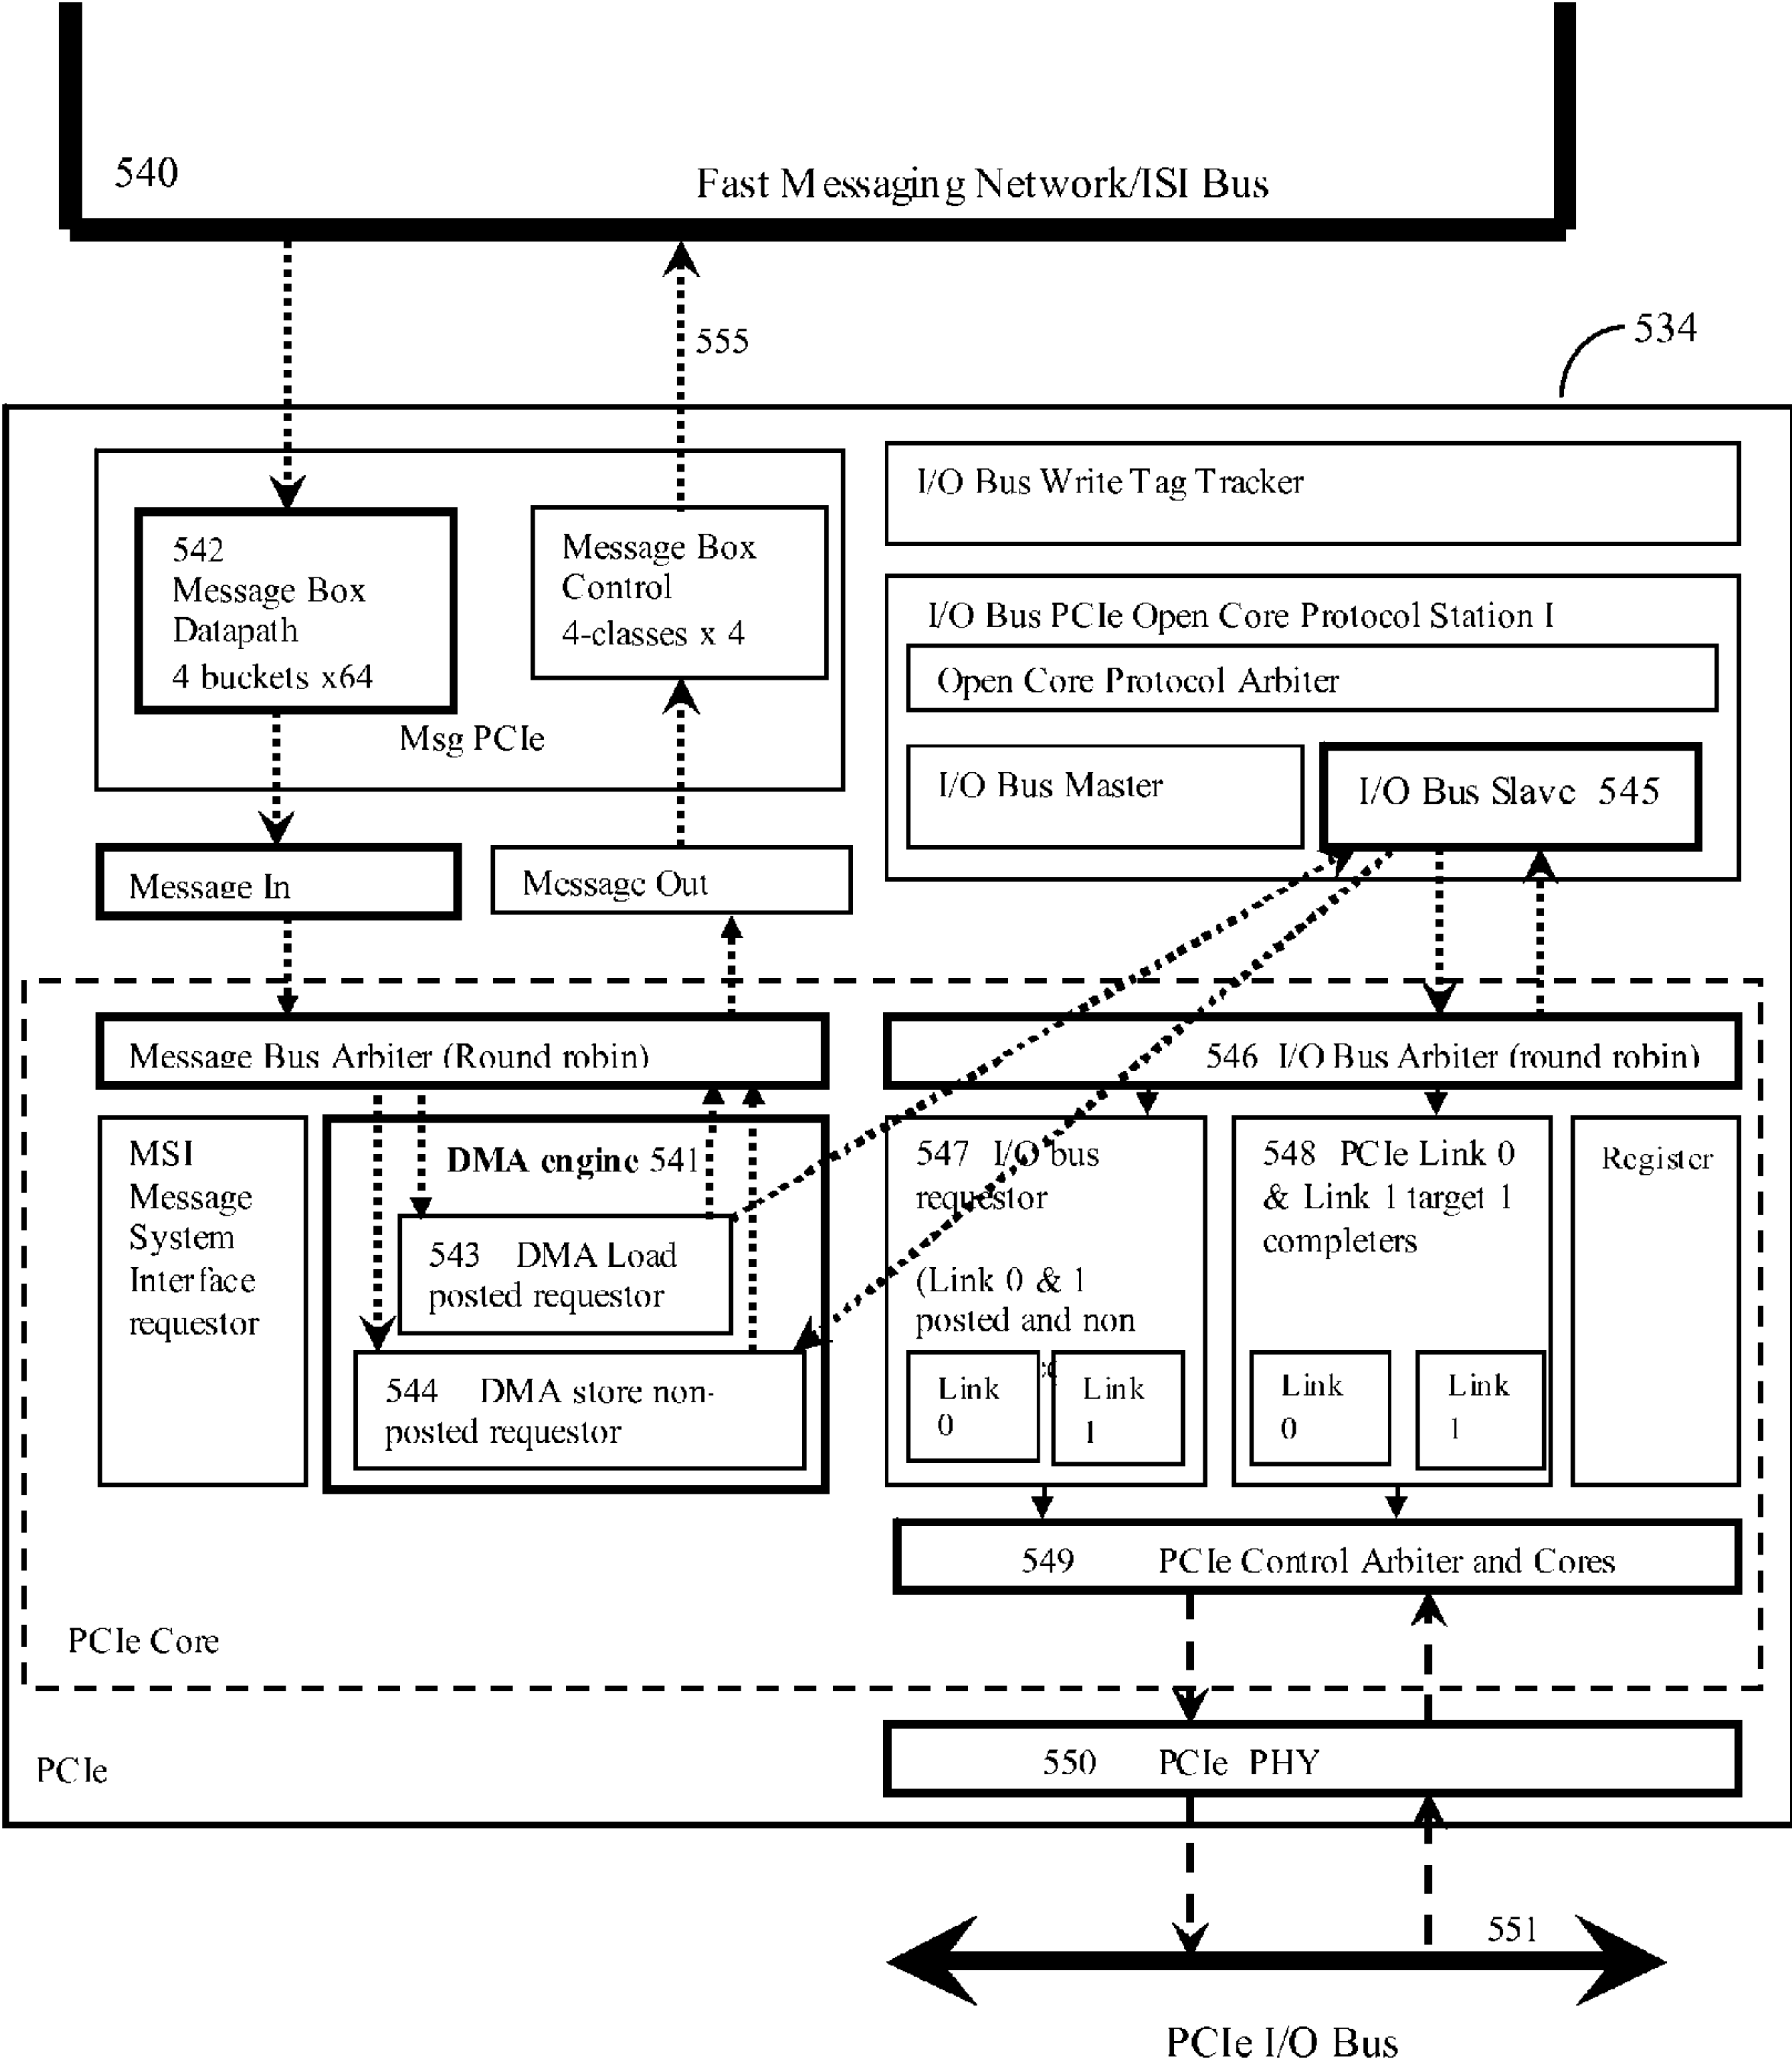 540
Fast Messaging Network/ISI Bus
555
534
542
Message Box
Datapath
4 buckets x64
Message Box
Control
4-classes x 4
Msg PCIe
I/O Bus Write Tag Tracker
I/O Bus PCIe Open Core Protocol Station I
Open Core Protocol Arbiter
I/O Bus Master
I/O Bus Slave 545
Message In
Message Out
Message Bus Arbiter (Round robin)
546 I/O Bus Arbiter (round robin)
MSI
Message
System
Interface
requestor
DMA engine 541
543 DMA Load
posted requestor
544 DMA store non-
posted requestor
547 I/O bus
requestor
(Link 0 & 1
posted and non
Link
0
Link
1
548 PCIe Link 0
& Link 1 target 1
completers
Link
0
Link
1
Register
549 PCIe Control Arbiter and Cores
PCIe Core
550 PCIe PHY
PCIe
551
PCIe I/O Bus